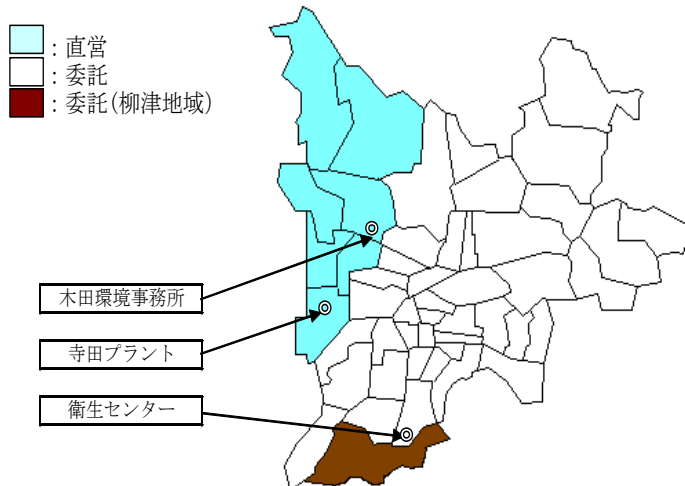 ：直営
：委託
：委託(柳津地域)
木田環境事務所
寺田プラント
衛生センター